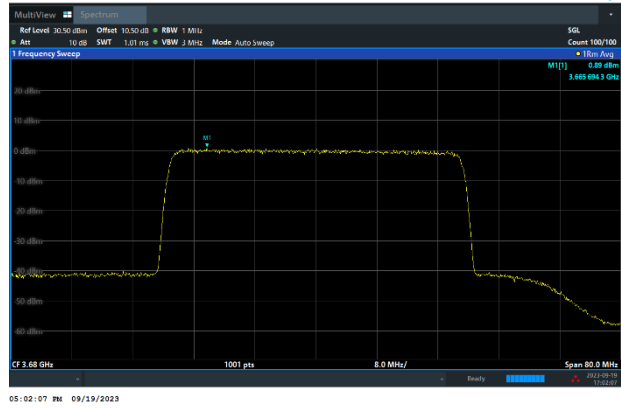 MultiView Spectrum
Ref Level 30.50 dBm Offset 10.50 dB RBW 1 MHz SGL
Att 10 dB SWT 1.01 ms VBW 3 MHz Mode Auto Sweep Count 100/100
1 Frequency Sweep 1Rm Avg
M1[1] 0.89 dBm
3.665 694 3 GHz
20 dBm
10 dBm
M1
0 dBm
-10 dBm
-20 dBm
-30 dBm
-40 dBm
-50 dBm
-60 dBm
CF 3.68 GHz 1001 pts 8.0 MHz/ Span 80.0 MHz
Ready 2023-09-19
17:02:07
05:02:07 PM 09/19/2023